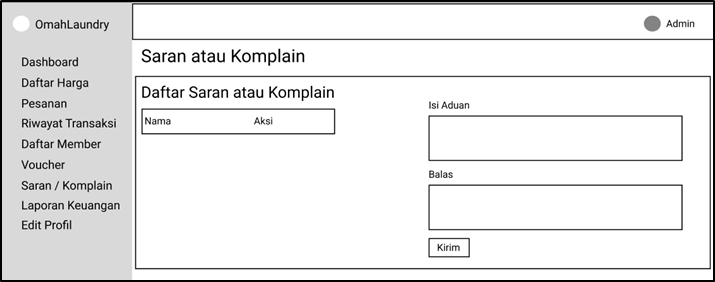 OmahLaundry
Admin
Dashboard
Daftar Harga
Pesanan
Riwayat Transaksi
Daftar Member
Voucher
Saran / Komplain
Laporan Keuangan
Edit Profil
Saran atau Komplain
Daftar Saran atau Komplain
Nama Aksi
Isi Aduan
Balas
Kirim